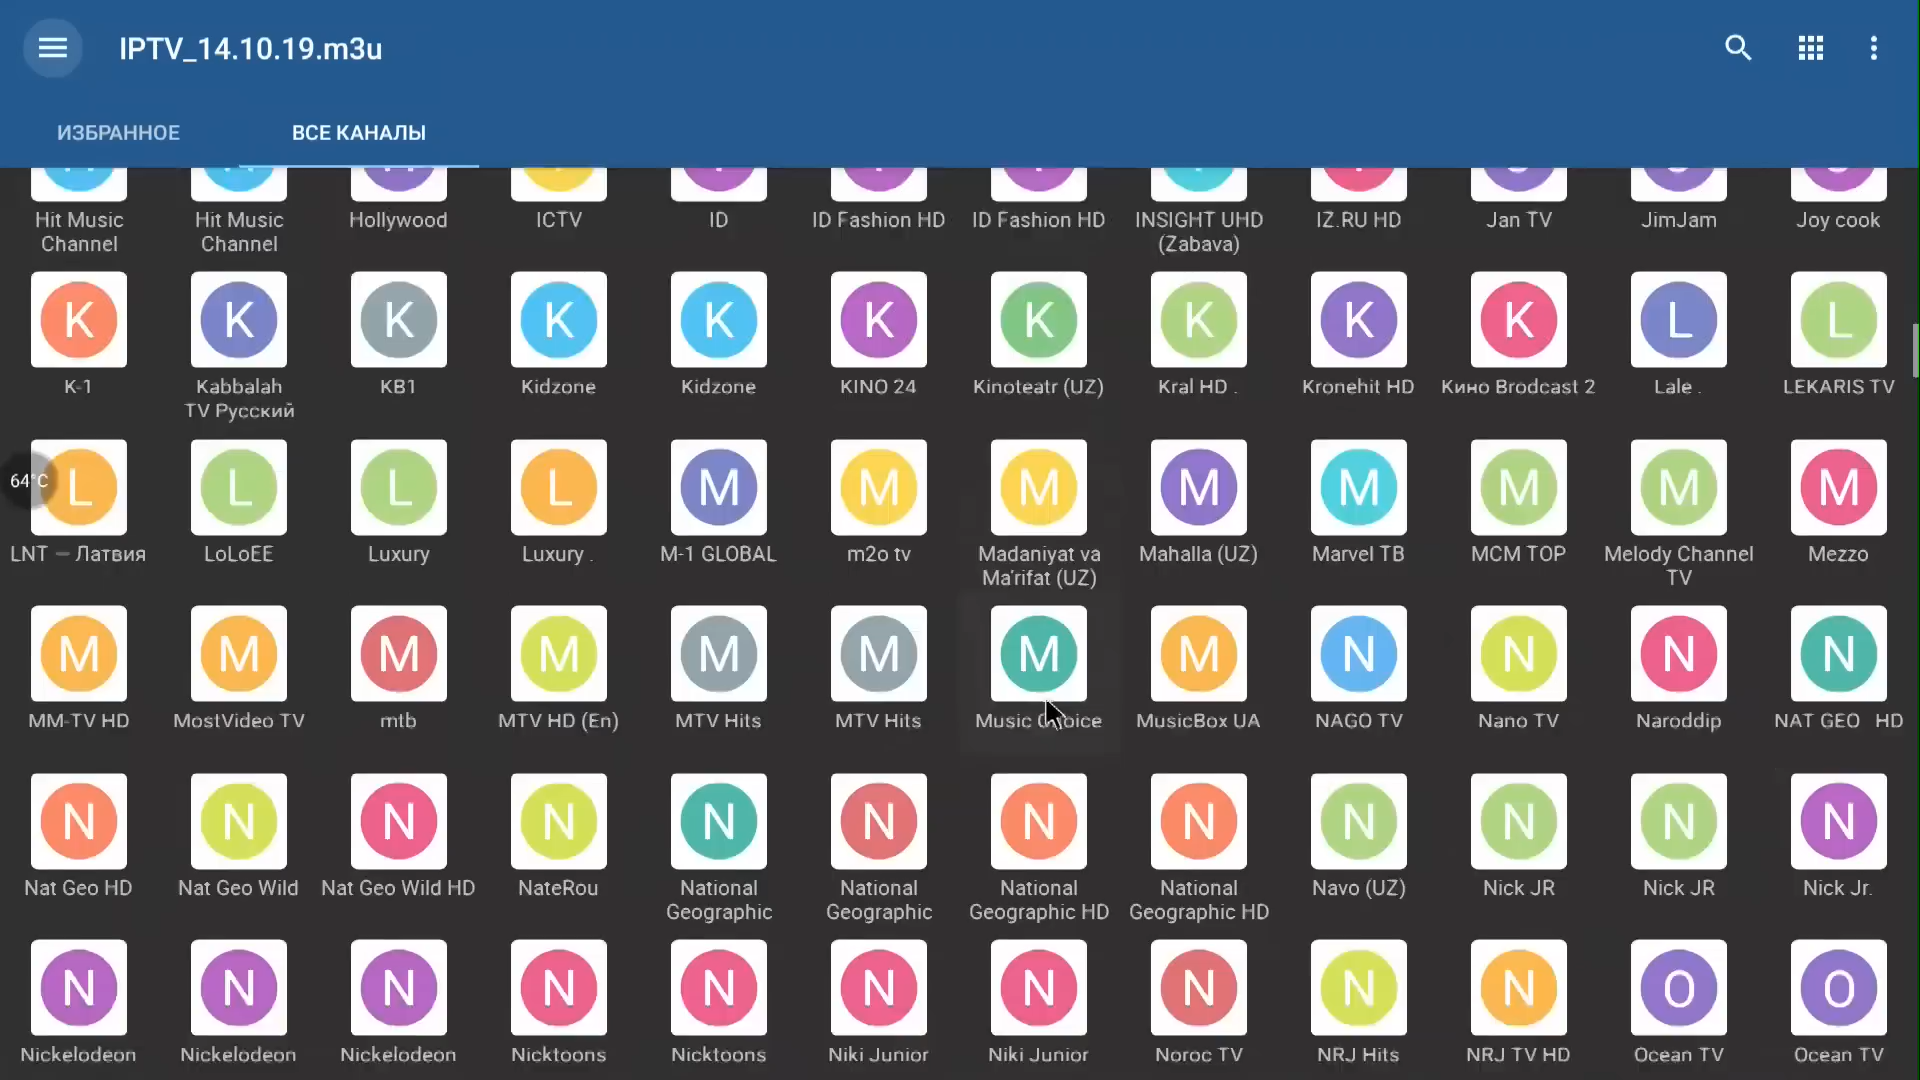 IPTV_14.10.19.m3u
ИЗБРАННОЕ
ВСЕ КАНАЛЫ
Hit Music Channel
Hit Music Channel
Hollywood
ICTV
ID
ID Fashion HD
ID Fashion HD
INSIGHT UHD (Zabava)
IZ.RU HD
Jan TV
JimJam
Joy cook
K
K-1
K
Kabbalah TV Русский
K
KB1
K
Kidzone
K
Kidzone
K
KINO 24
K
Kinoteatr (UZ)
K
Kral HD .
K
Kronehit HD
K
Кино Brodcast 2
L
Lale .
L
LEKARIS TV
64°C
L
LNT — Латвия
L
LoLoEE
L
Luxury
L
Luxury .
M
M-1 GLOBAL
M
m2o tv
M
Madaniyat va Ma'rifat (UZ)
M
Mahalla (UZ)
M
Marvel ТВ
M
MCM TOP
M
Melody Channel TV
M
Mezzo
M
MM-TV HD
M
MostVideo TV
M
mtb
M
MTV HD (En)
M
MTV Hits
M
MTV Hits
M
Music Choice
M
MusicBox UA
N
NAGO TV
N
Nano TV
N
Naroddip
N
NAT GEO HD
N
Nat Geo HD
N
Nat Geo Wild
N
Nat Geo Wild HD
N
NateRou
N
National Geographic
N
National Geographic
N
National Geographic HD
N
National Geographic HD
N
Navo (UZ)
N
Nick JR
N
Nick JR
N
Nick Jr.
N
Nickelodeon
N
Nickelodeon
N
Nickelodeon
N
Nicktoons
N
Nicktoons
N
Niki Junior
N
Niki Junior
N
Noroc TV
N
NRJ Hits
N
NRJ TV HD
O
Ocean TV
O
Ocean TV